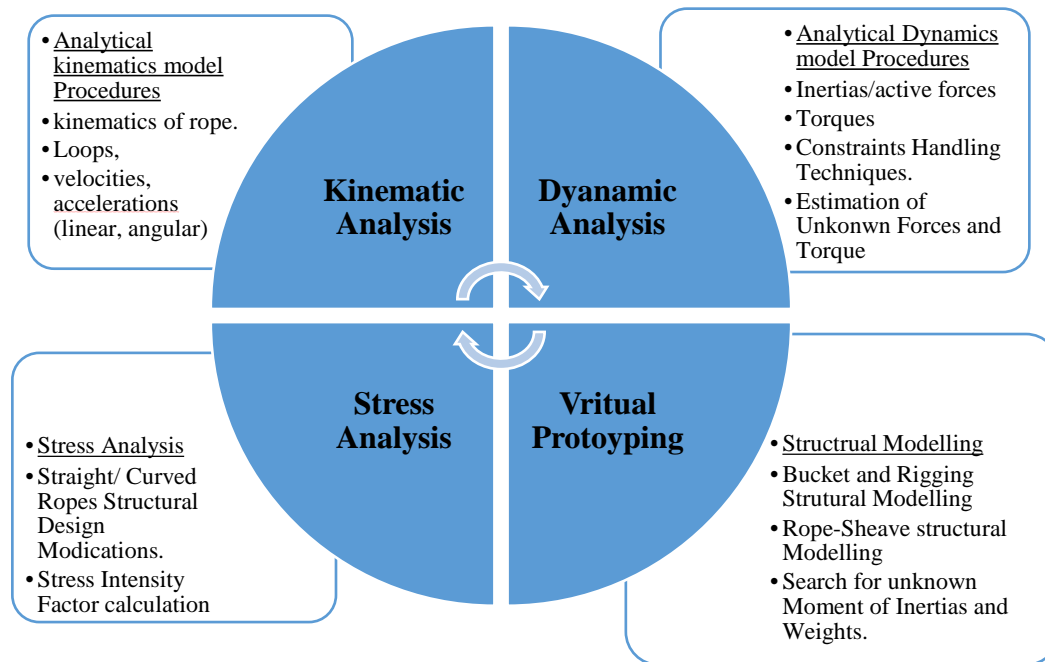 • Analytical
kinematics model
Procedures
• kinematics of rope.
• Loops,
• velocities,
accelerations
(linear, angular)
• Analytical Dynamics
model Procedures
• Inertias/active forces
• Torques
• Constraints Handling
Techniques.
• Estimation of
Unkonwn Forces and
Torque
Kinematic
Analysis
Dyanamic
Analysis
Stress
Analysis
Vritual
Protoyping
• Stress Analysis
• Straight/ Curved
Ropes Structural
Design
Modications.
• Stress Intensity
Factor calculation
• Structrual Modelling
• Bucket and Rigging
Strutural Modelling
• Rope-Sheave structural
Modelling
• Search for unknown
Moment of Inertias and
Weights.